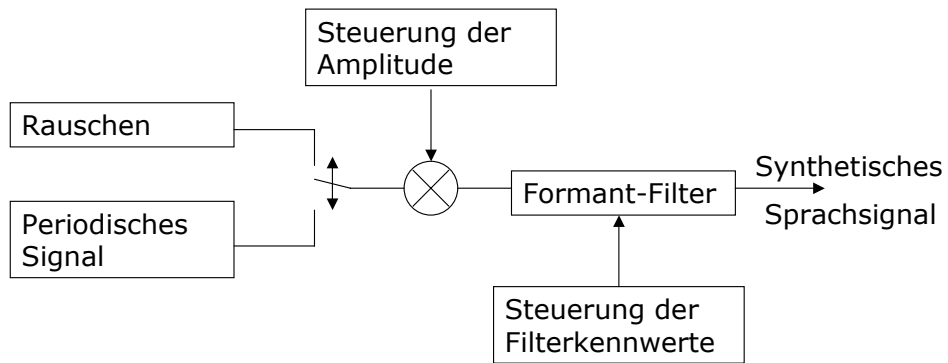 Steuerung der
Amplitude
Rauschen
Periodisches
Signal
Formant-Filter
Synthetisches
Sprachsignal
Steuerung der
Filterkennwerte